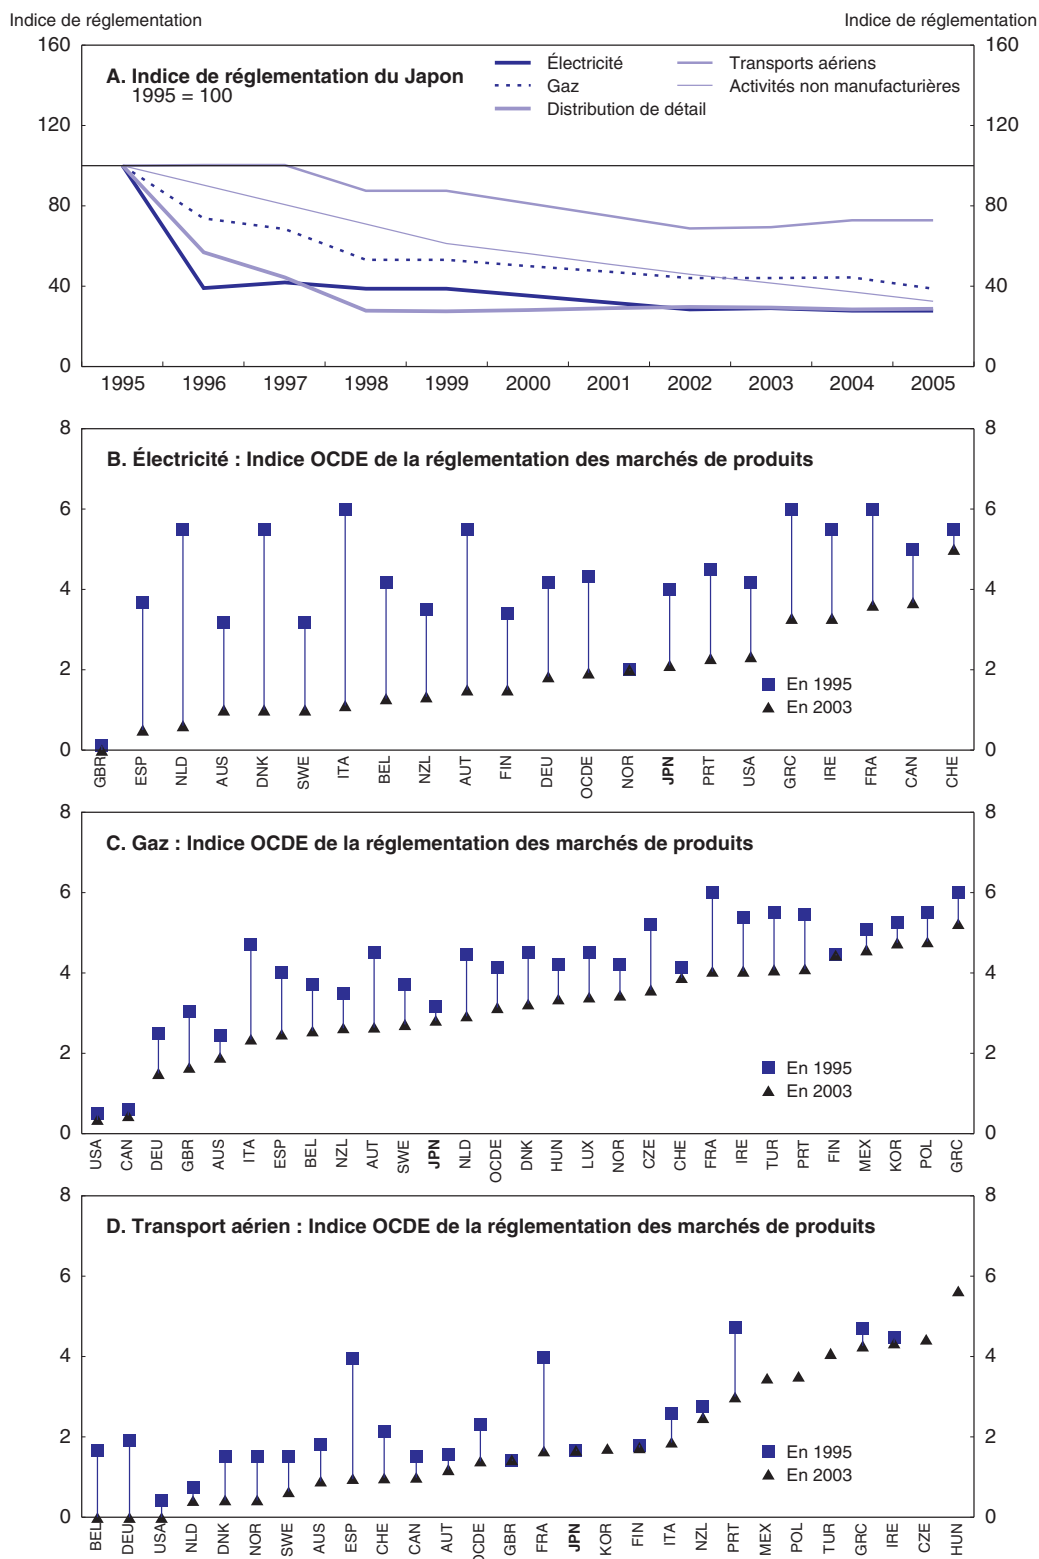 Indice de réglementation Indice de réglementation
160 160
A. Indice de réglementation du Japon
1995 = 100
Électricité Transports aériens
Gaz Activités non manufacturières
Distribution de détail
120 120
80 80
40 40
0 0
1995 1996 1997 1998 1999 2000 2001 2002 2003 2004 2005
8 8
B. Électricité : Indice OCDE de la réglementation des marchés de produits
6 6
4 4
2 2
En 1995
En 2003
0 0
GBR ESP NLD AUS DNK SWE ITA BEL NZL AUT FIN DEU OCDE NOR JPN PRT USA GRC IRE FRA CAN CHE
8 8
C. Gaz : Indice OCDE de la réglementation des marchés de produits
6 6
4 4
2 2
En 1995
En 2003
0 0
USA CAN DEU GBR AUS ITA ESP BEL NZL AUT SWE JPN NLD OCDE DNK HUN LUX NOR CZE CHE FRA IRE TUR PRT FIN MEX KOR POL GRC
8 8
D. Transport aérien : Indice OCDE de la réglementation des marchés de produits
6 6
4 4
2 2
En 1995
En 2003
0 0
BEL DEU USA NLD DNK NOR SWE AUS ESP CHE CAN AUT OCDE GBR FRA JPN KOR FIN ITA NZL PRT MEX POL TUR GRC IRE CZE HUN